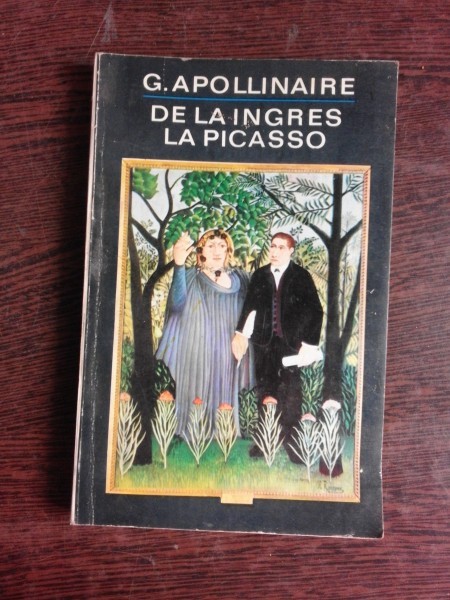 G. APOLLINAIRE
DE LA INGRES
LA PICASSO